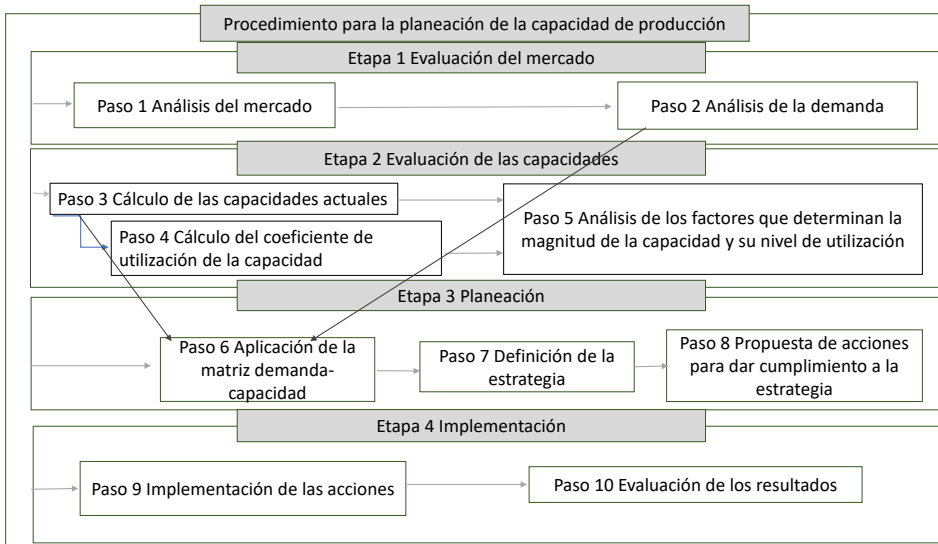 Procedimiento para la planeación de la capacidad de producción
Etapa 1 Evaluación del mercado
Paso 1 Análisis del mercado
Paso 2 Análisis de la demanda
Etapa 2 Evaluación de las capacidades
Paso 3 Cálculo de las capacidades actuales
Paso 4 Cálculo del coeficiente de
utilización de la capacidad
Paso 5 Análisis de los factores que determinan la
magnitud de la capacidad y su nivel de utilización
Etapa 3 Planeación
Paso 6 Aplicación de la
matriz demanda-
capacidad
Paso 7 Definición de la
estrategia
Paso 8 Propuesta de acciones
para dar cumplimiento a la
estrategia
Etapa 4 Implementación
Paso 9 Implementación de las acciones
Paso 10 Evaluación de los resultados